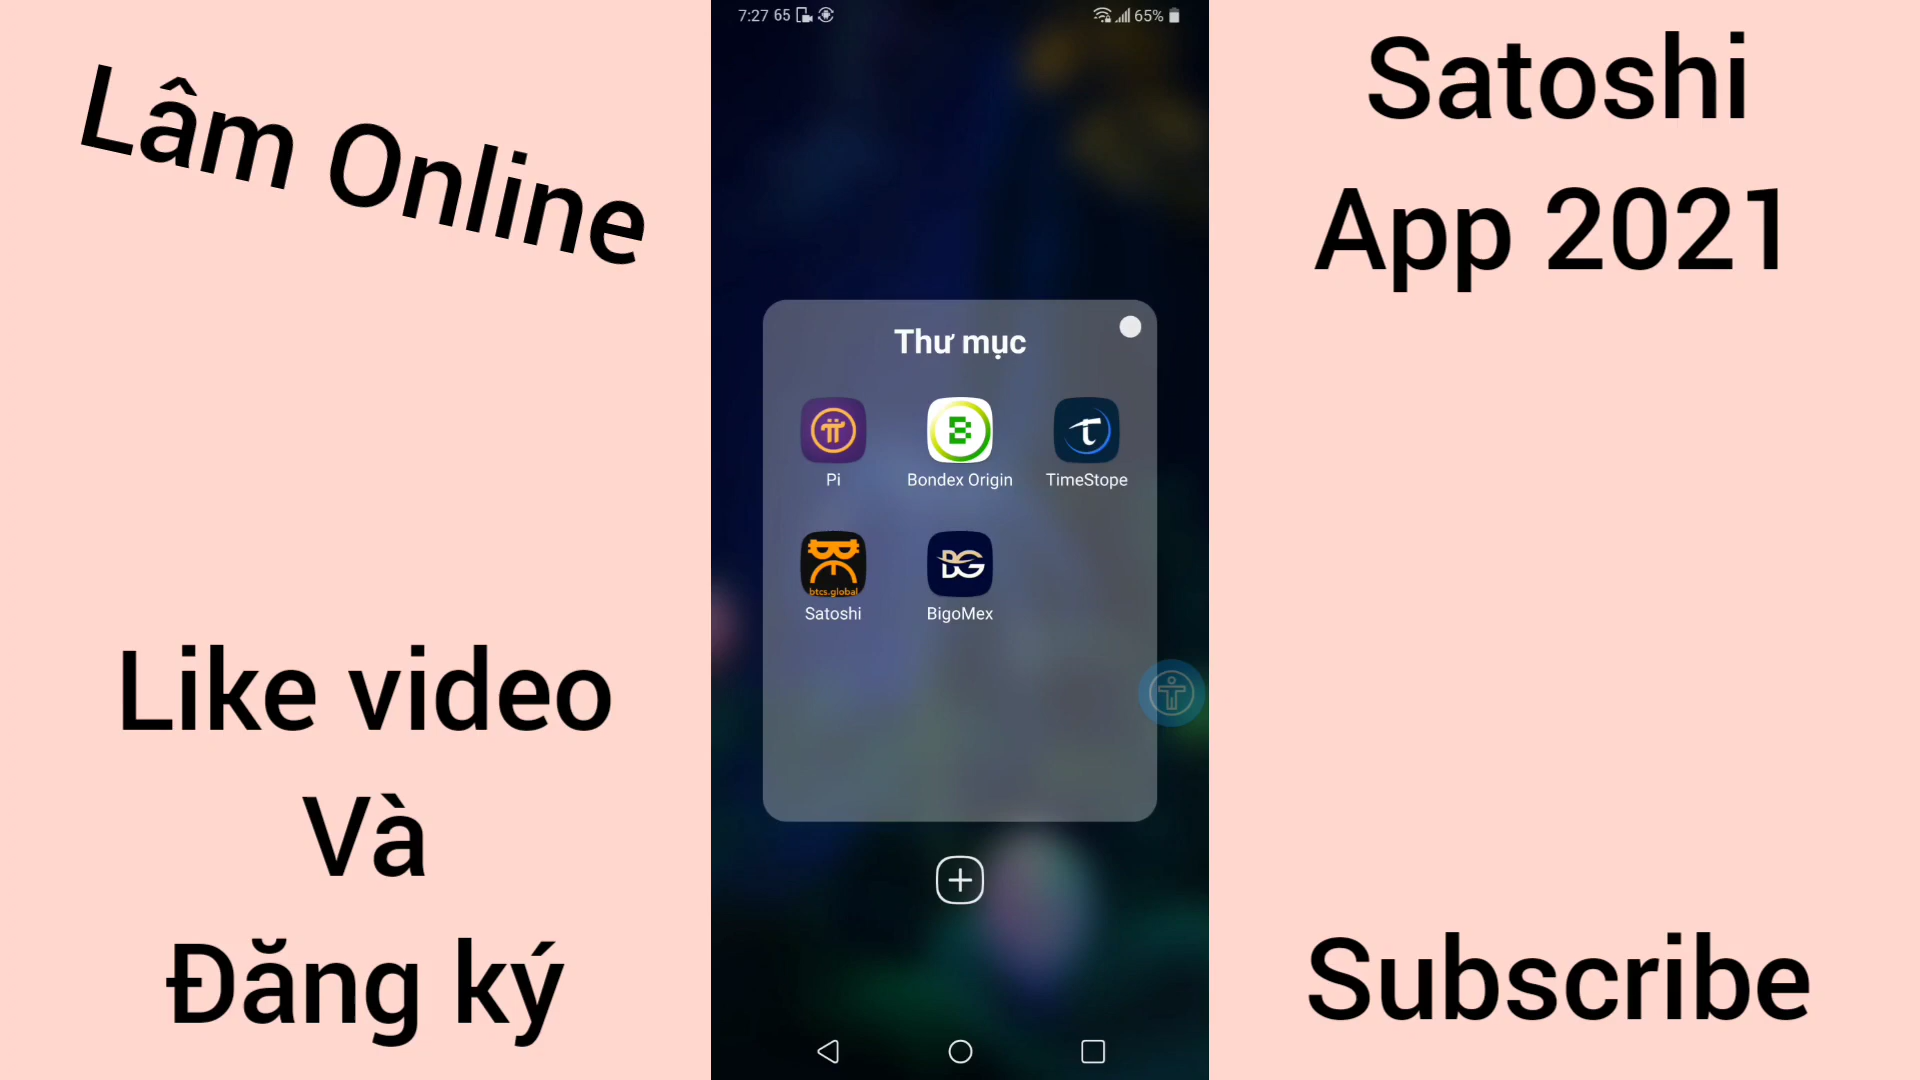 Lâm Online
Like video
Và
Đăng ký
7:27 65
65%
Thư mục
Pi
Bondex Origin
TimeStope
btcs.global
Satoshi
BG
BigoMex
Satoshi
App 2021
Subscribe